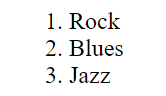 1. Rock
2. Blues
3. Jazz